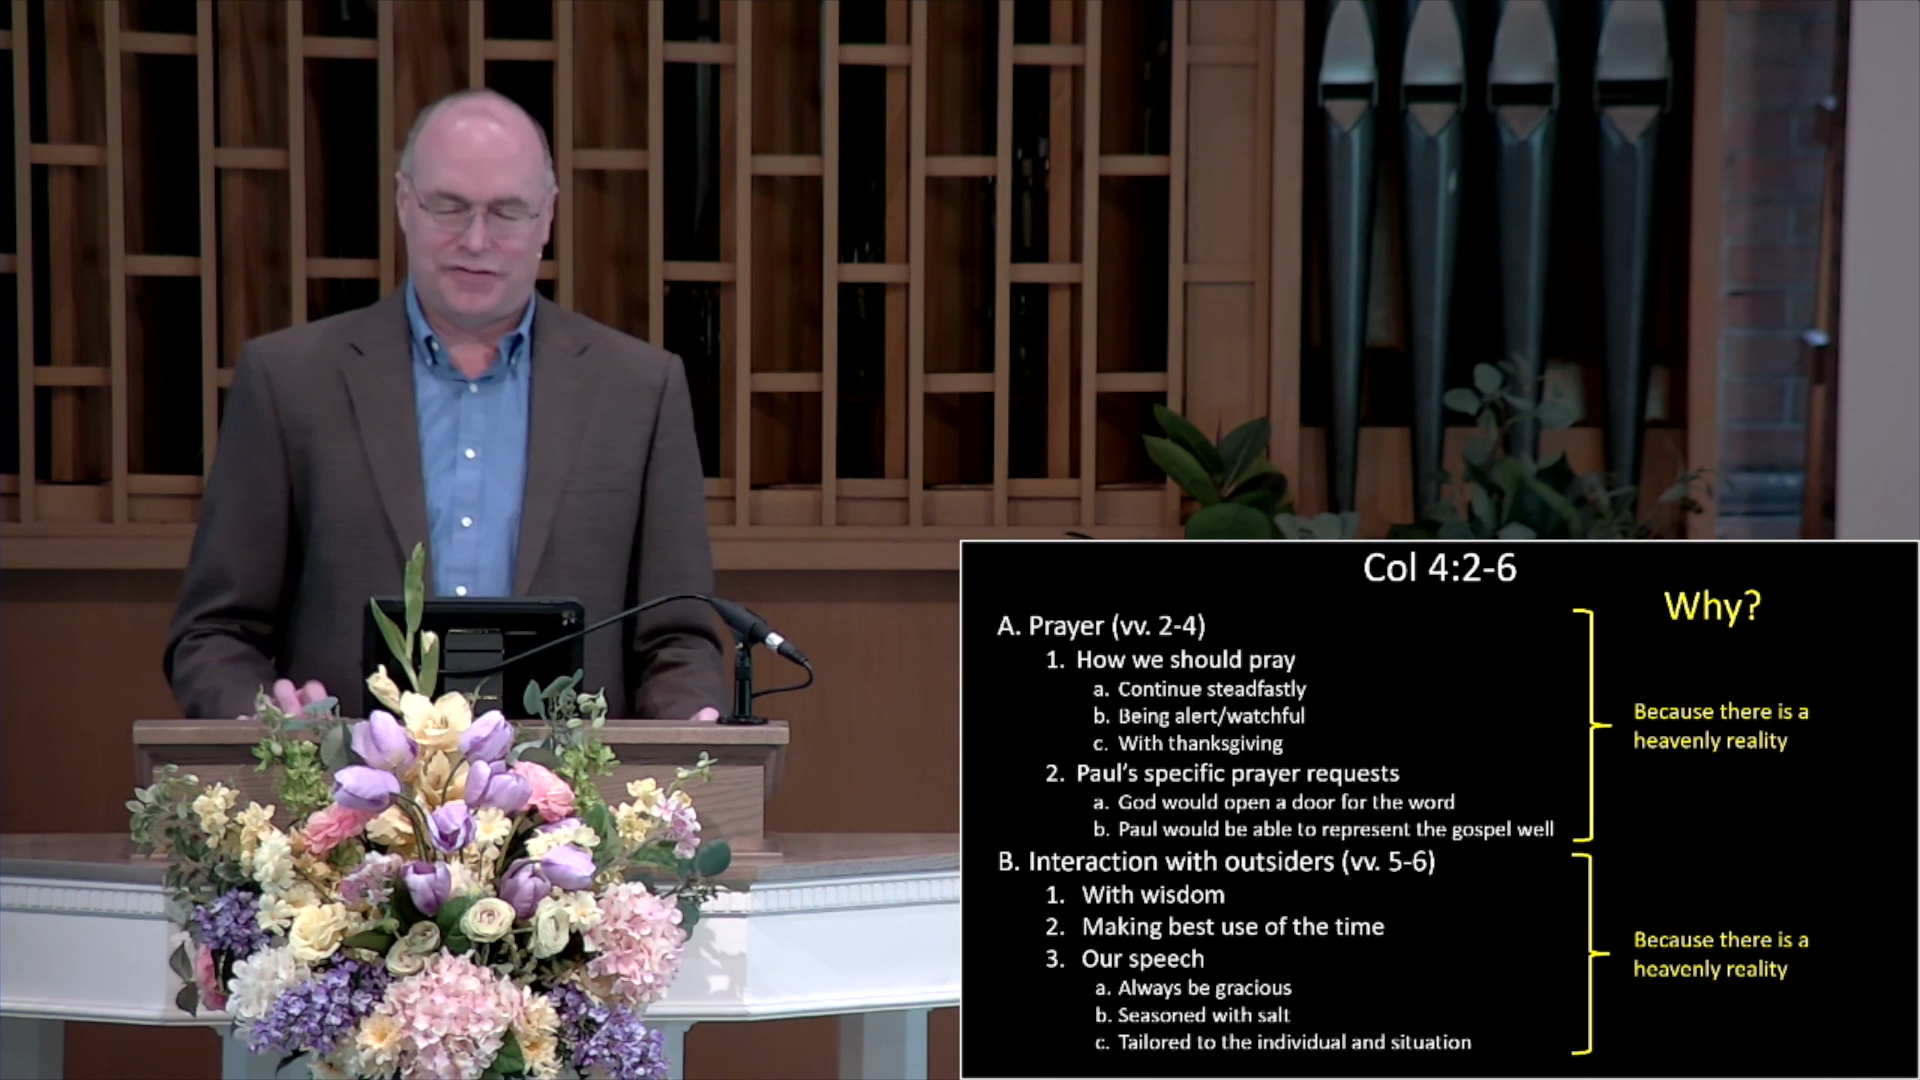 Col 4:2-6
Why?
A. Prayer (vv. 2-4)
1. How we should pray
a. Continue steadfastly
b. Being alert/watchful
c. With thanksgiving
2. Paul's specific prayer requests
a. God would open a door for the word
b. Paul would be able to represent the gospel well
Because there is a
heavenly reality
B. Interaction with outsiders (vv. 5-6)
1. With wisdom
2. Making best use of the time
3. Our speech
a. Always be gracious
b. Seasoned with salt
c. Tailored to the individual and situation
Because there is a
heavenly reality